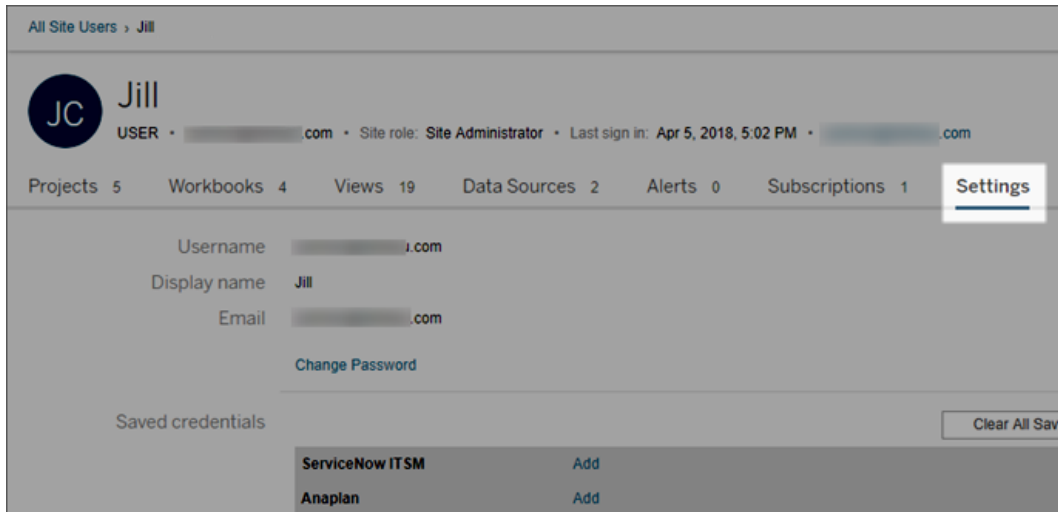 All Site Users › Jill
JC
Jill
USER • .com • Site role: Site Administrator • Last sign in: Apr 5, 2018, 5:02 PM • .com
Projects 5 Workbooks 4 Views 19 Data Sources 2 Alerts 0 Subscriptions 1 Settings
Username .com
Display name Jill
Email .com
Change Password
Saved credentials Clear All Sav
ServiceNow ITSM Add
Anaplan Add